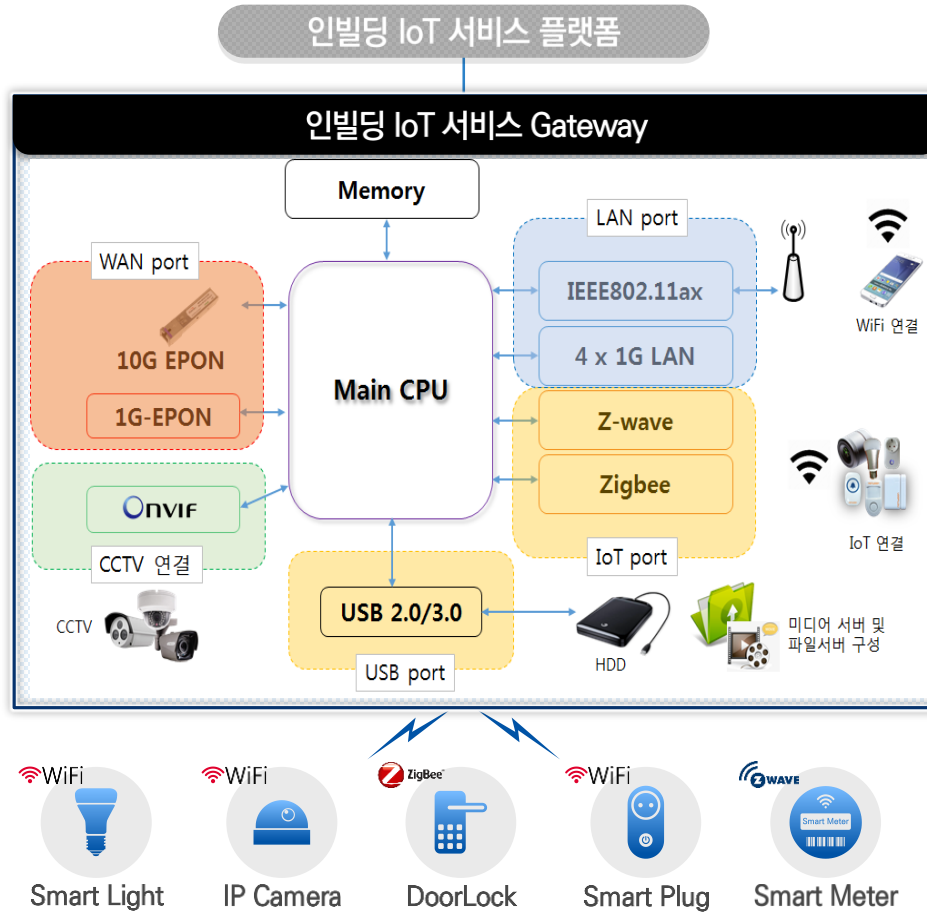 인빌딩 IoT 서비스 플랫폼
인빌딩 IoT 서비스 Gateway
Memory
WAN port
10G EPON
1G-EPON
Main CPU
LAN port
IEEE802.11ax
4 x 1G LAN
WiFi 연결
Z-wave
Zigbee
IoT port
IoT 연결
ONVIF
CCTV 연결
CCTV
USB 2.0/3.0
USB port
HDD
미디어 서버 및
파일서버 구성
WiFi
WiFi
ZigBee
WiFi
Z WAVE
Smart Meter
Smart Light
IP Camera
DoorLock
Smart Plug
Smart Meter